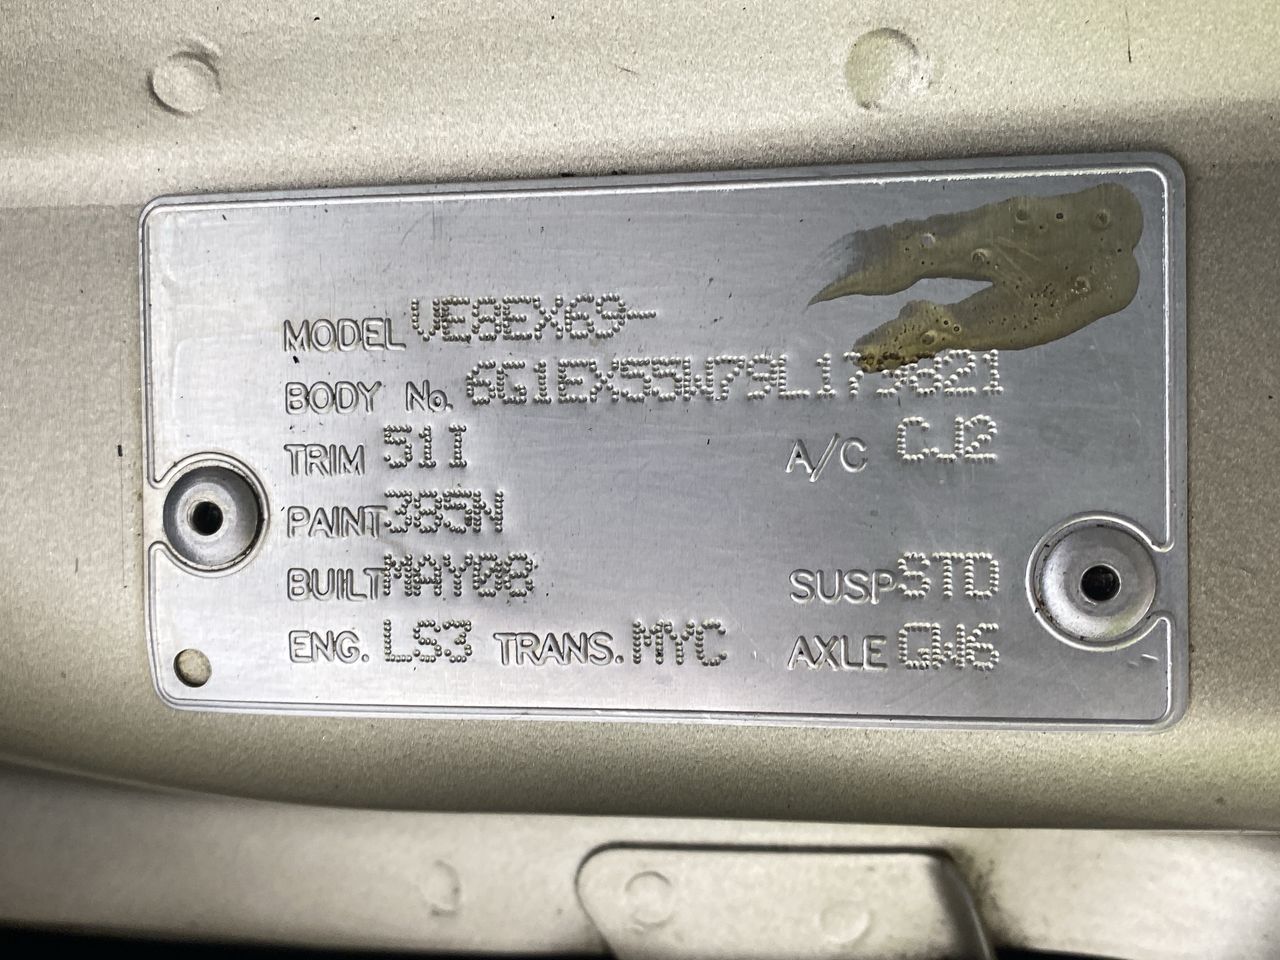 MODEL VE8EX69-
BODY No.
TRIM 51I A/C CJ2
PAINT 385N
BUILT MAY08 SUSP STD
ENG. LS3 TRANS. MYC AXLE GW6